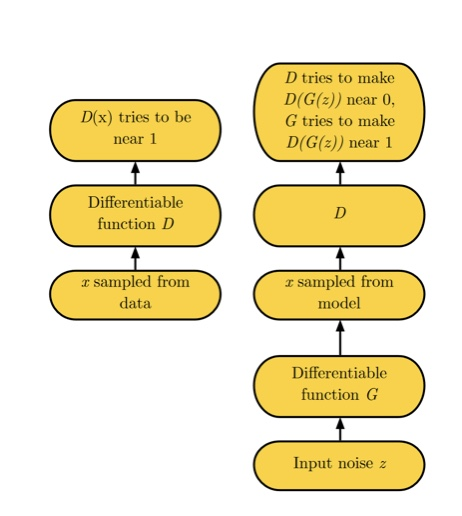 D(x) tries to be
near 1
Differentiable
function D
x sampled from
data
D tries to make
D(G(z)) near 0,
G tries to make
D(G(z)) near 1
D
x sampled from
model
Differentiable
function G
Input noise z